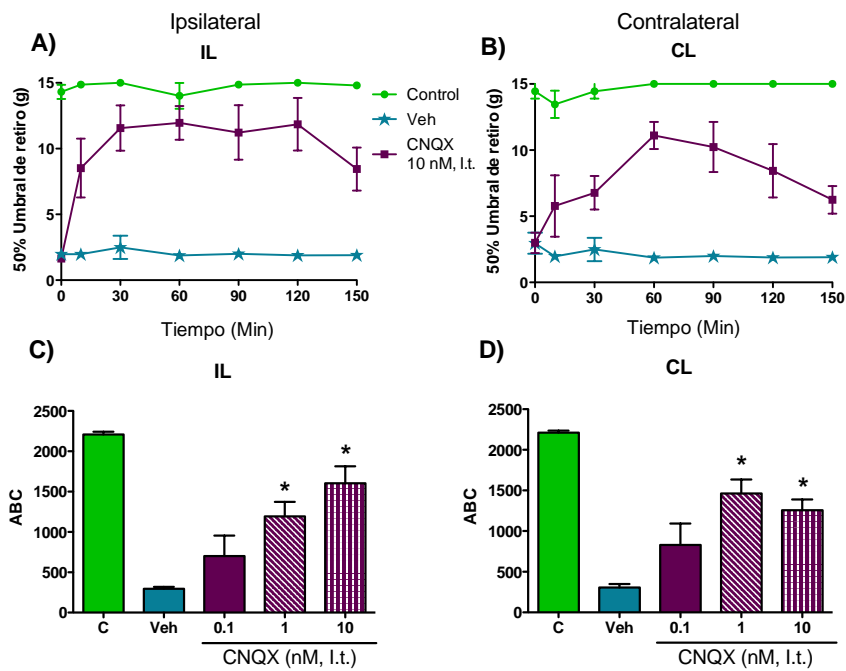 Ipsilateral
Contralateral
A)
IL
B)
CL
50% Umbral de retiro (g)
15
10
5
0
0 30 60 90 120 150
Tiempo (Min)
Control
Veh
CNQX
10 nM, I.t.
50% Umbral de retiro (g)
15
10
5
0
0 30 60 90 120 150
Tiempo (Min)
C)
IL
ABC
2500
2000
1500
1000
500
0
* *
C Veh 0.1 1 10
CNQX (nM, I.t.)
D)
CL
ABC
2500
2000
1500
1000
500
0
* *
C Veh 0.1 1 10
CNQX (nM, I.t.)